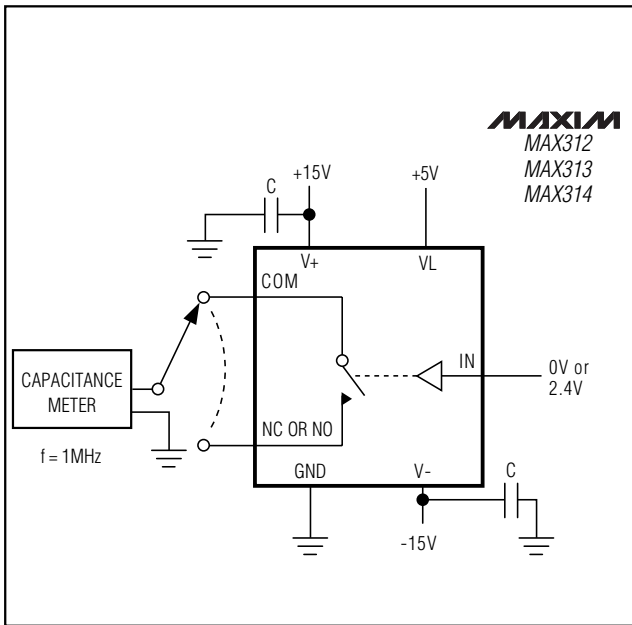 MAXIM
MAX312
MAX313
MAX314
C
+15V
+5V
V+
VL
COM
IN
0V or
2.4V
CAPACITANCE
METER
f = 1MHz
NC OR NO
GND
V-
C
-15V